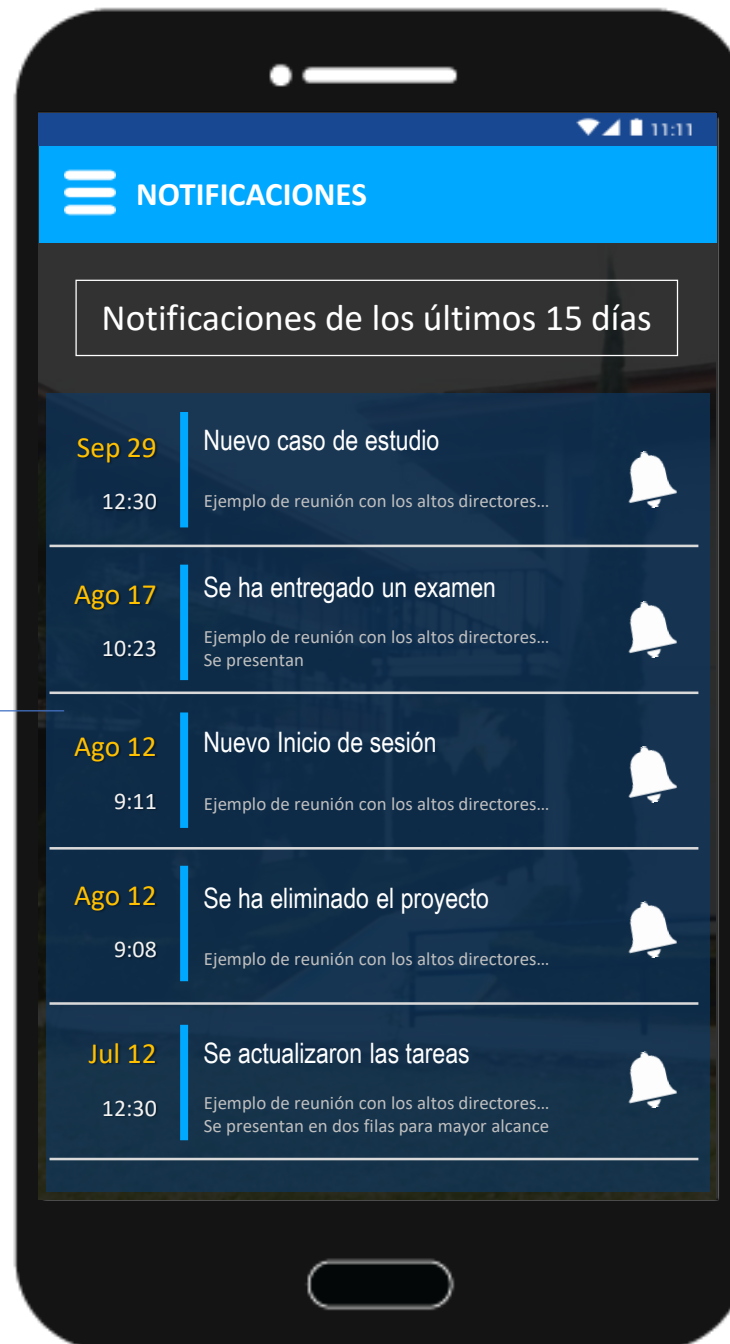 11:11
NOTIFICACIONES
Notificaciones de los últimos 15 días
Sep 29
12:30
Nuevo caso de estudio
Ejemplo de reunión con los altos directores...
Ago 17
10:23
Se ha entregado un examen
Ejemplo de reunión con los altos directores...
Se presentan
Ago 12
9:11
Nuevo Inicio de sesión
Ejemplo de reunión con los altos directores...
Ago 12
9:08
Se ha eliminado el proyecto
Ejemplo de reunión con los altos directores...
Jul 12
12:30
Se actualizaron las tareas
Ejemplo de reunión con los altos directores...
Se presentan en dos filas para mayor alcance